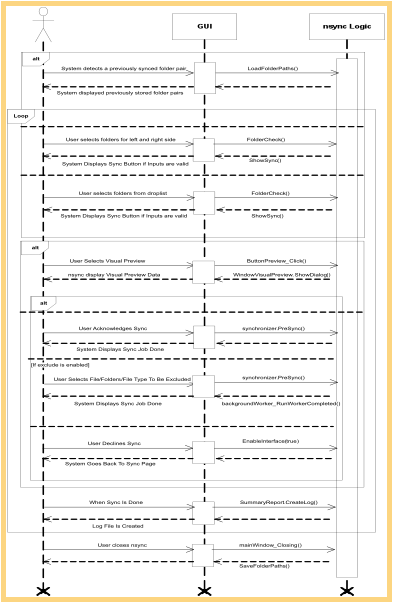 GUI
nsync Logic
alt
System detects a previously synced folder pair
LoadFolderPaths()
System displayed previously stored folder pairs
Loop
User selects folders for left and right side
FolderCheck()
System Displays Sync Button if Inputs are valid
ShowSync()
User selects folders from droplist
FolderCheck()
System Displays Sync Button if Inputs are valid
ShowSync()
alt
User Selects Visual Preview
ButtonPreview_Click()
nsync display Visual Preview Data
WindowVisualPreview.ShowDialog()
alt
User Acknowledges Sync
synchronizer.PreSync()
System Displays Sync Job Done
[If exclude is enabled]
User Selects File/Folders/File Type To Be Excluded
synchronizer.PreSync()
System Displays Sync Job Done
backgroundWorker_RunWorkerCompleted()
User Declines Sync
EnableInterface(true)
System Goes Back To Sync Page
When Sync Is Done
SummaryReport.CreateLog()
Log File Is Created
User closes nsync
mainWindow_Closing()
SaveFolderPaths()